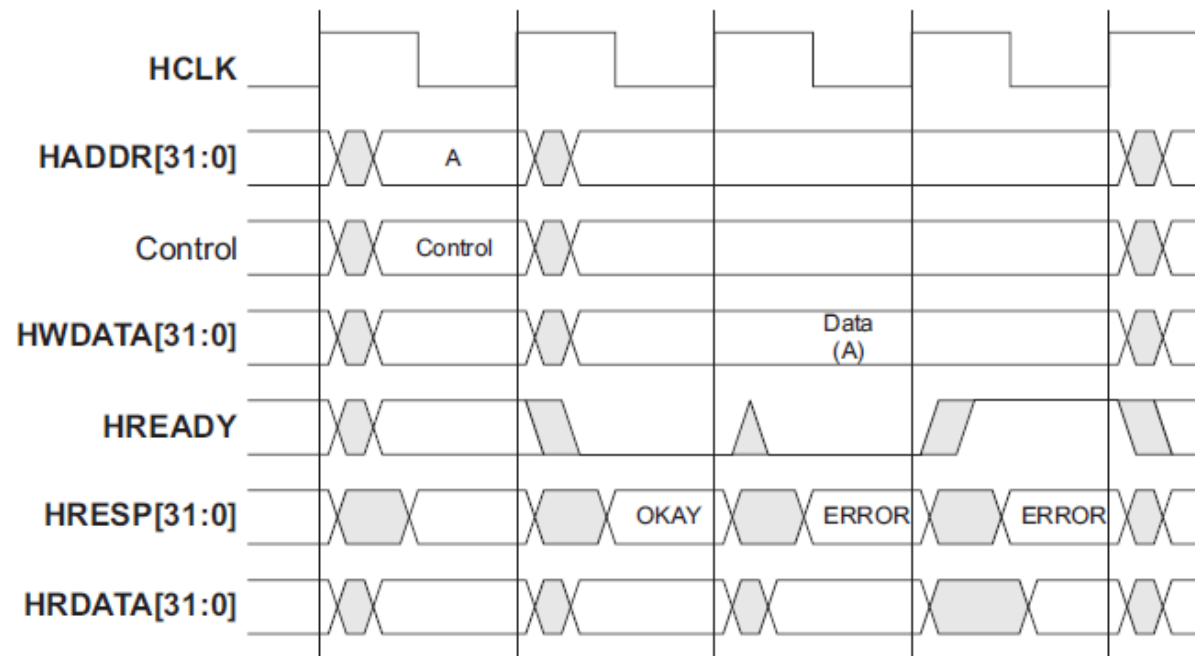 HCLK
HADDR[31:0]
A
Control
Control
HWDATA[31:0]
Data
(A)
HREADY
HRESP[31:0]
OKAY
ERROR
ERROR
HRDATA[31:0]